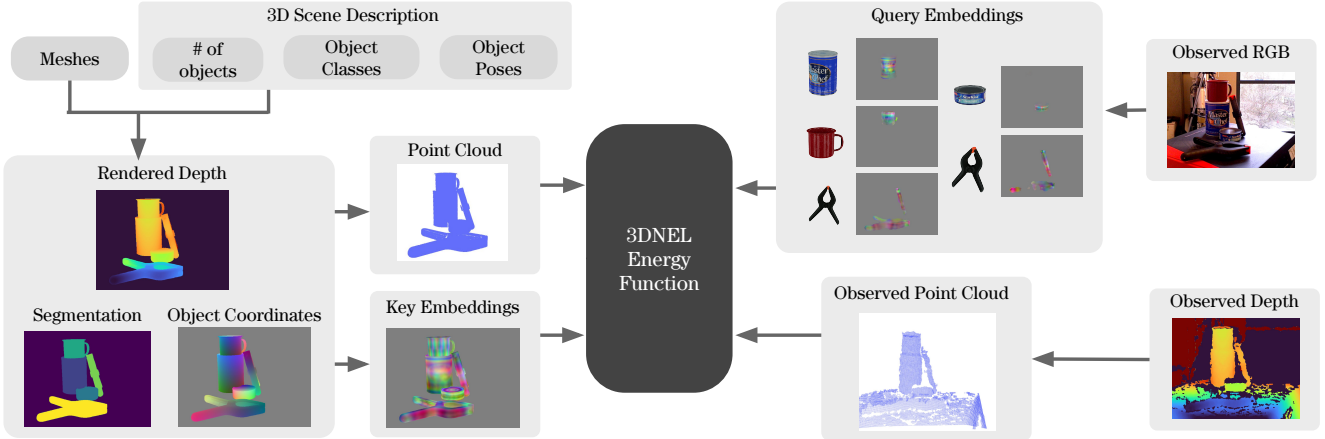 3D Scene Description
Meshes
# of
objects
Object
Classes
Object
Poses
Rendered Depth
Segmentation
Object Coordinates
Point Cloud
Key Embeddings
3DNEL
Energy
Function
Query Embeddings
Observed RGB
Observed Point Cloud
Observed Depth